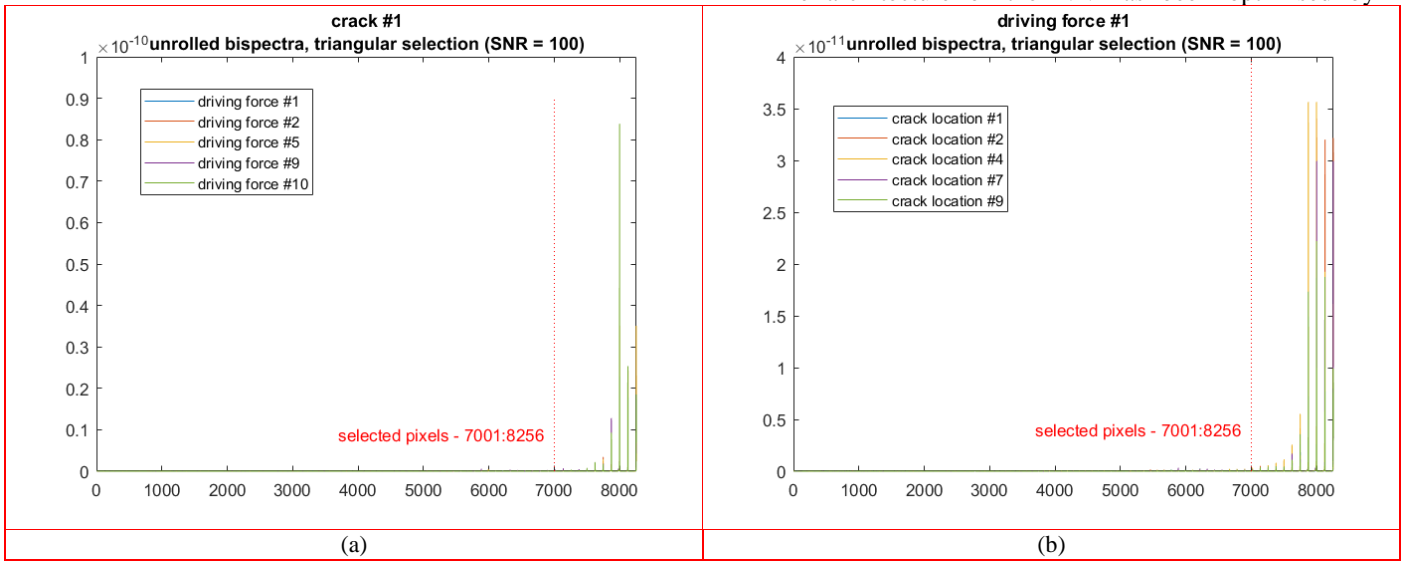 crack #1
×10-10 unrolled bispectra, triangular selection (SNR = 100)
1
0.9
0.8
0.7
0.6
0.5
0.4
0.3
0.2
0.1
0
driving force #1
driving force #2
driving force #5
driving force #9
driving force #10
selected pixels - 7001:8256
0 1000 2000 3000 4000 5000 6000 7000 8000
(a)
driving force #1
×10-11 unrolled bispectra, triangular selection (SNR = 100)
4
3.5
3
2.5
2
1.5
1
0.5
0
crack location #1
crack location #2
crack location #4
crack location #7
crack location #9
selected pixels - 7001:8256
0 1000 2000 3000 4000 5000 6000 7000 8000
(b)